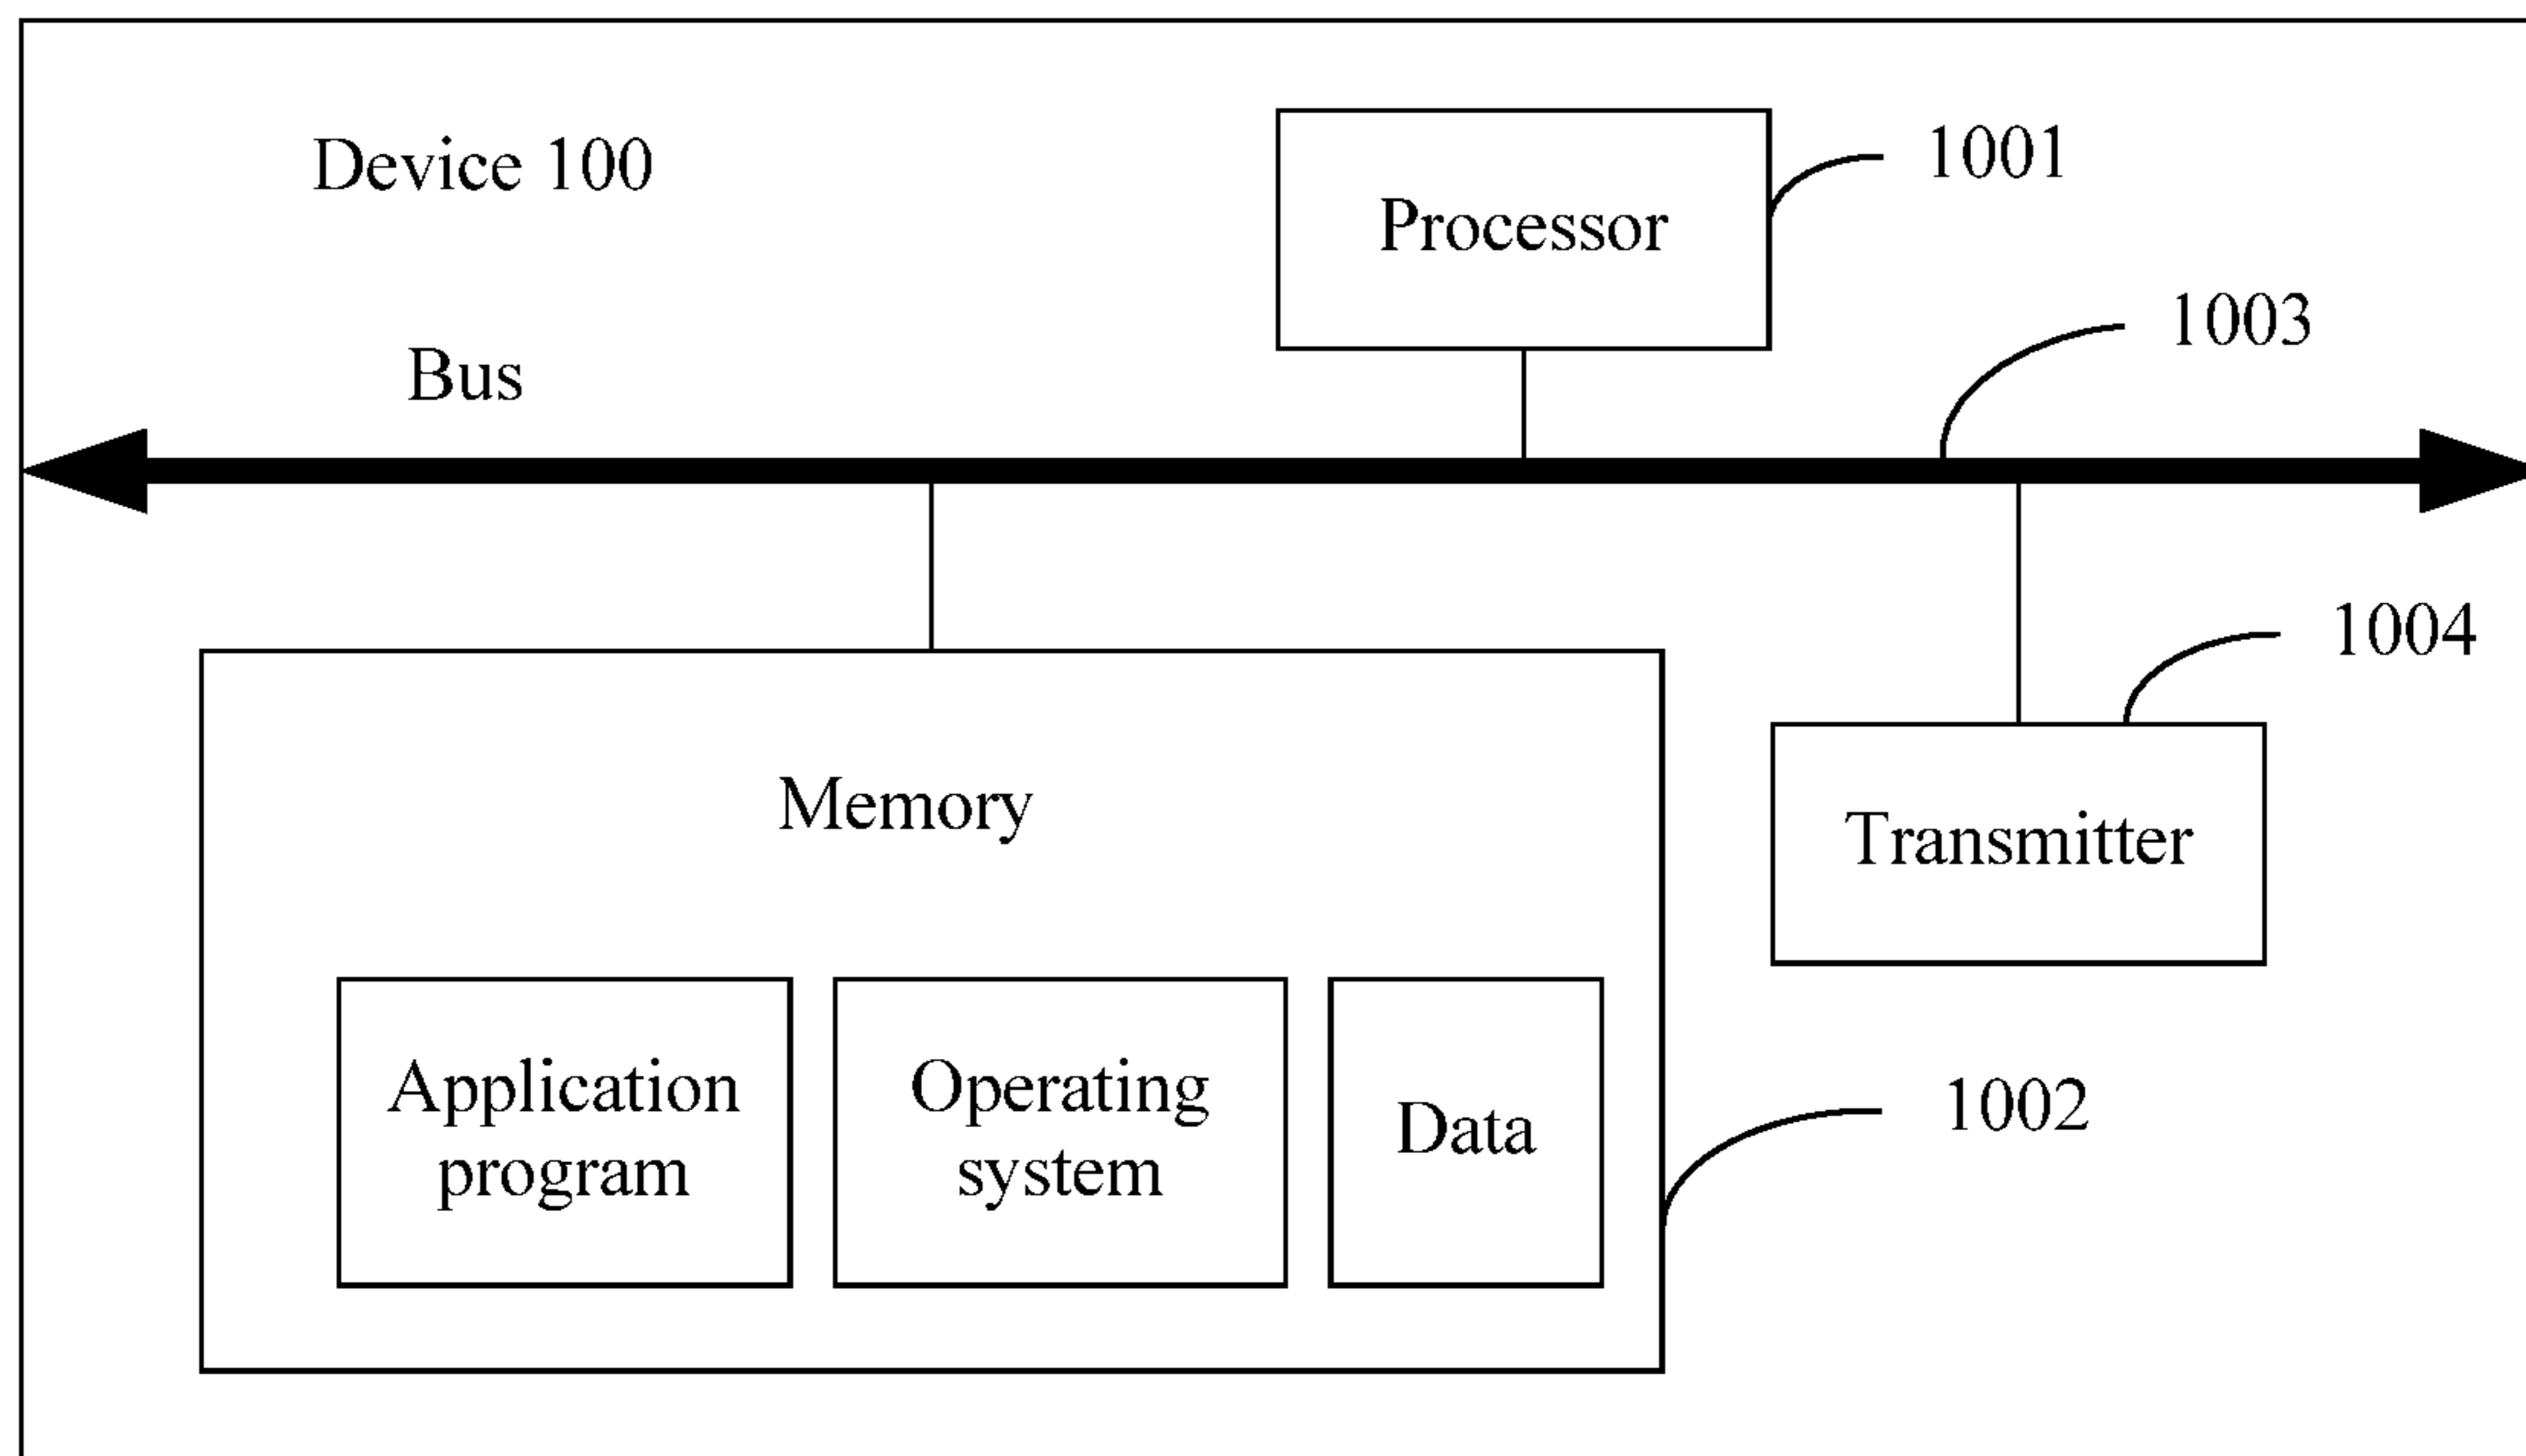 Device 100
Processor
1001
Bus
1003
1004
Memory
Transmitter
Application
program
Operating
system
Data
1002